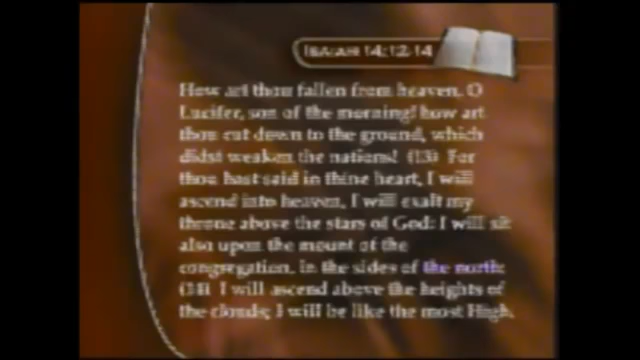 ISAIAH 14:12-14
How art thou fallen from heaven, O
Lucifer, son of the morning! how art
thou cut down to the ground, which
didst weaken the nations! (13) For
thou hast said in thine heart, I will
ascend into heaven, I will exalt my
throne above the stars of God: I will sit
also upon the mount of the
congregation, in the sides of the north:
(14) I will ascend above the heights of
the clouds; I will be like the most High.